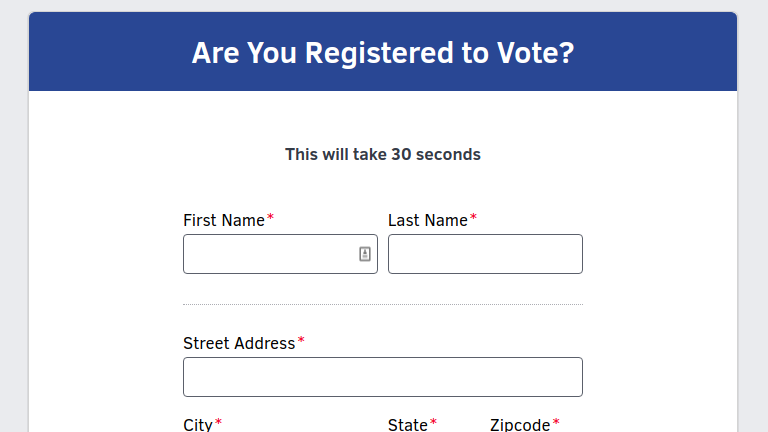 Are You Registered to Vote?
This will take 30 seconds
First Name* Last Name*
Street Address*
City* State* Zipcode*